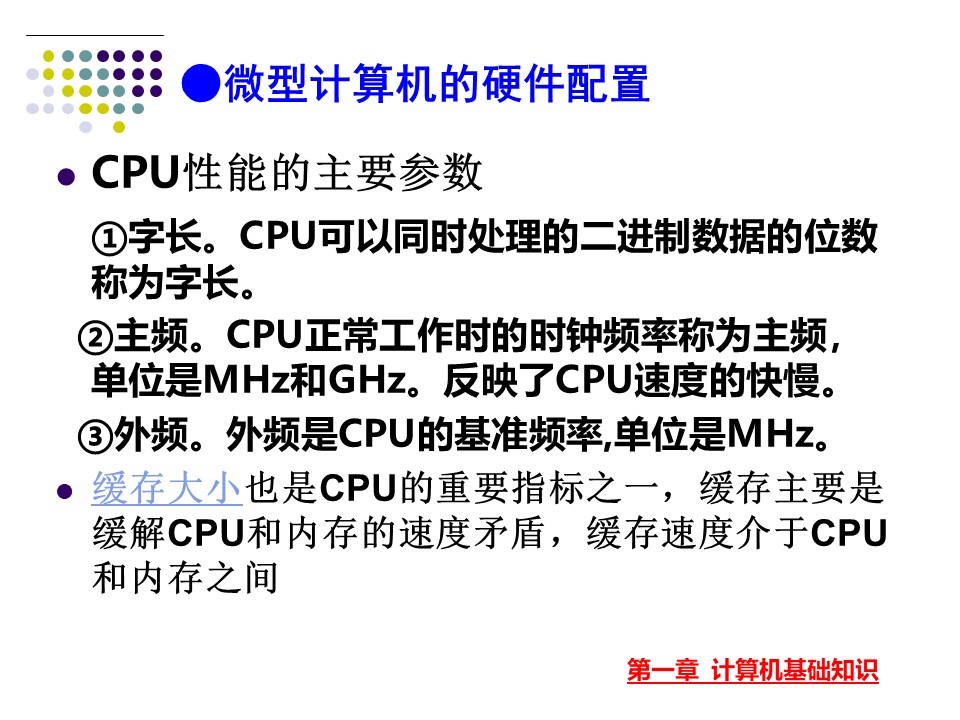 ●微型计算机的硬件配置
● CPU性能的主要参数
①字长。CPU可以同时处理的二进制数据的位数
称为字长。
②主频。CPU正常工作时的时钟频率称为主频，
单位是MHz和GHz。反映了CPU速度的快慢。
③外频。外频是CPU的基准频率,单位是MHz。
● 缓存大小也是CPU的重要指标之一，缓存主要是
缓解CPU和内存的速度矛盾，缓存速度介于CPU
和内存之间
第一章 计算机基础知识